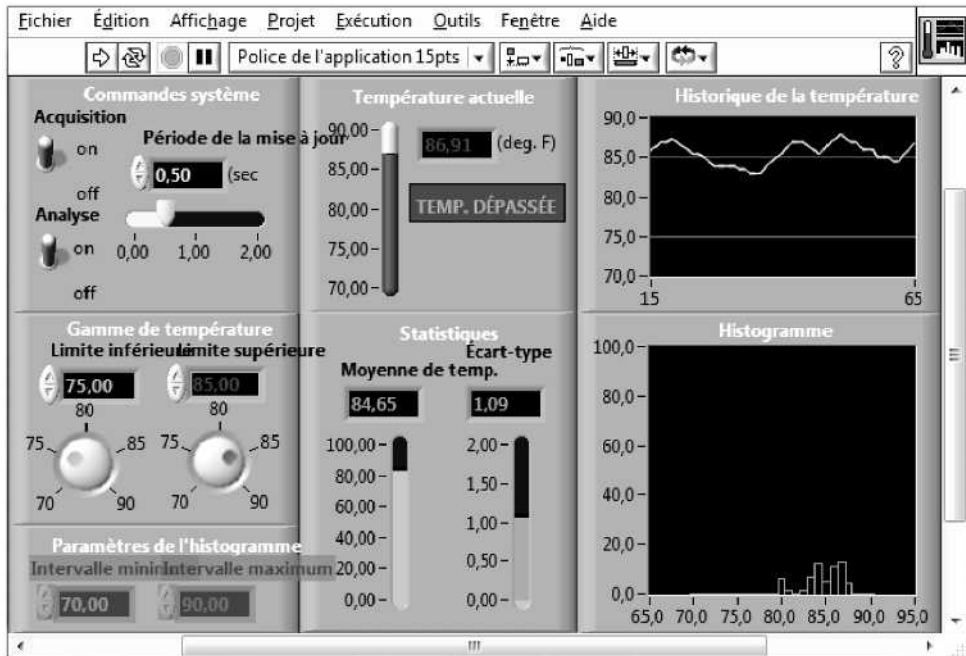 Fichier Édition Affichage Projet Exécution Outils Fenêtre Aide
Police de l'application 15pts
?
Commandes système
Acquisition
on
off
Période de la mise à jour
0,50 (sec
Analyse
on
off
0,00 1,00 2,00
Température actuelle
90,00
85,00
80,00
75,00
70,00
86,91 (deg. F)
TEMP. DÉPASSÉE
Historique de la température
90,0
85,0
80,0
75,0
70,0
15 65
Gamme de température
Limite inférieure Limite supérieure
75,00 85,00
80 80
75 85 75 85
70 90 70 90
Statistiques
Moyenne de temp.
84,65
100,00
80,00
60,00
40,00
20,00
0,00
Écart-type
1,09
2,00
1,50
1,00
0,50
0,00
Histogramme
100,0
80,0
60,0
40,0
20,0
0,0
65,0 70,0 75,0 80,0 85,0 90,0 95,0
Paramètres de l'histogramme
Intervalle Intervalle maximum
70,00 90,00